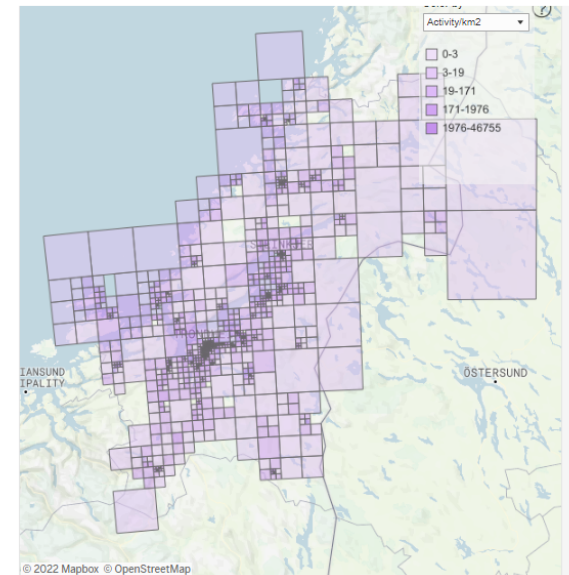 Activity/km2
?
0-3
3-19
19-171
171-1976
1976-46755
IANSUND
IPALITY
ÖSTERSUND
© 2022 Mapbox © OpenStreetMap